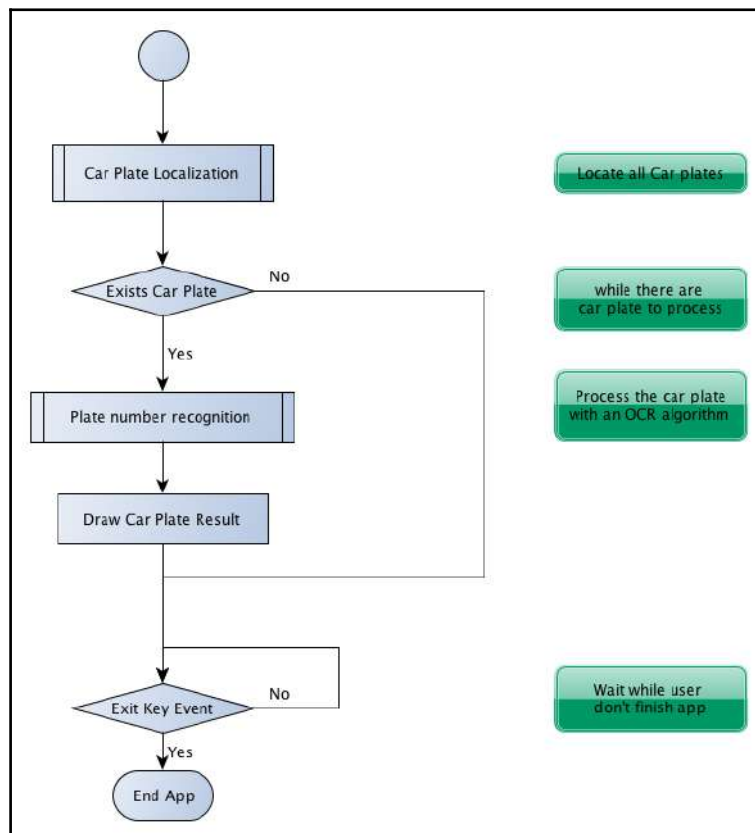 Car Plate Localization
Locate all Car plates
Exists Car Plate
No
while there are
car plate to process
Yes
Plate number recognition
Process the car plate
with an OCR algorithm
Draw Car Plate Result
Exit Key Event
No
Wait while user
don't finish app
Yes
End App